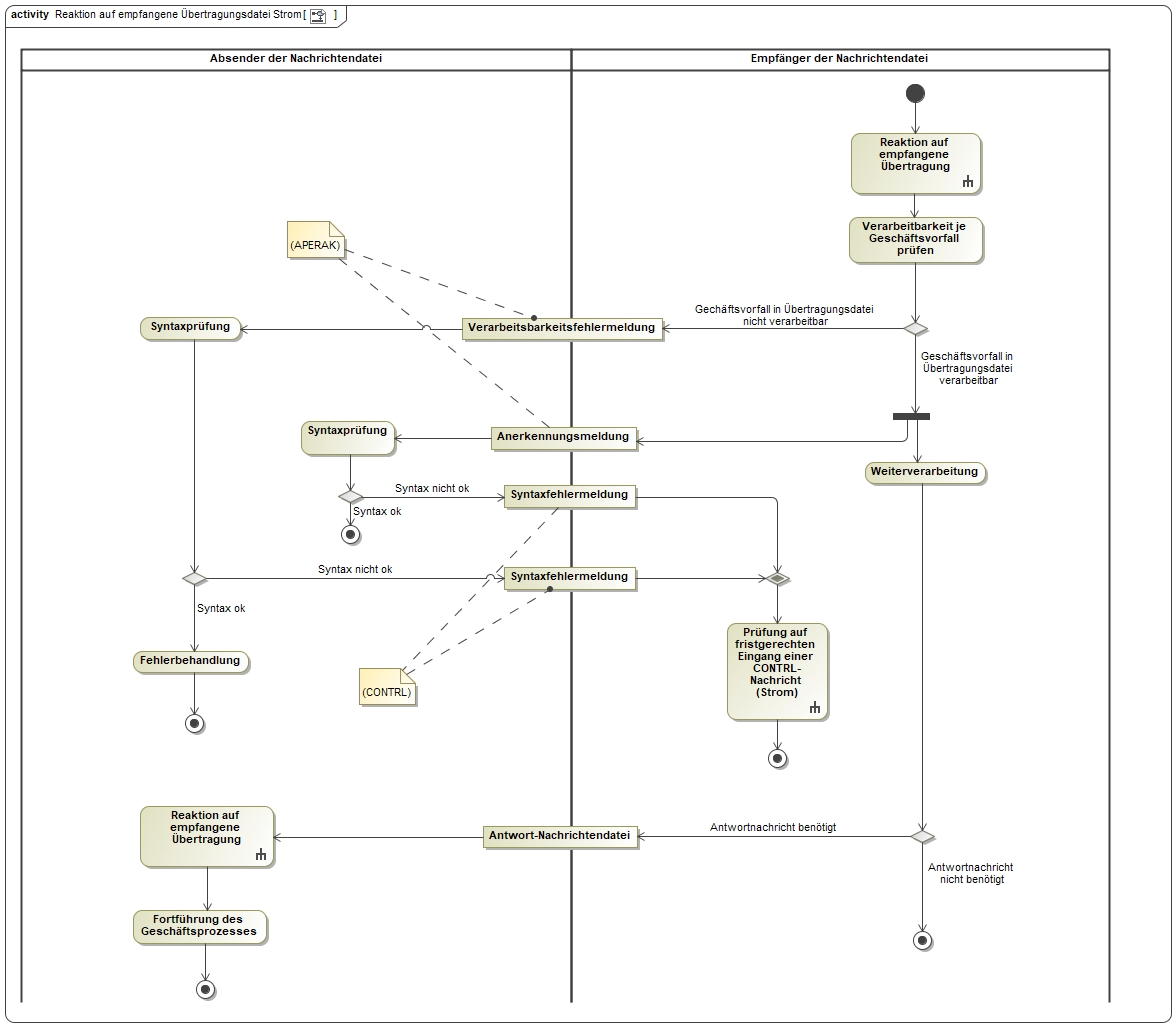 activity Reaktion auf empfangene Übertragungsdatei Strom [ ]
Absender der Nachrichtendatei
Empfänger der Nachrichtendatei
Reaktion auf
empfangene
Übertragung
Verarbeitbarkeit je
Geschäftsvorfall
prüfen
(APERAK)
Gechäftsvorfall in Übertragungsdatei
nicht verarbeitbar
Syntaxprüfung
Verarbeitsbarkeitsfehlermeldung
Geschäftsvorfall in
Übertragungsdatei
verarbeitbar
Syntaxprüfung
Anerkennungsmeldung
Weiterverarbeitung
Syntax nicht ok
Syntaxfehlermeldung
Syntax ok
Syntax nicht ok
Syntaxfehlermeldung
Syntax ok
Prüfung auf
fristgerechten
Eingang einer
CONTRL-
Nachricht
(Strom)
Fehlerbehandlung
(CONTRL)
Reaktion auf
empfangene
Übertragung
Antwort-Nachrichtendatei
Antwortnachricht benötigt
Antwortnachricht
nicht benötigt
Fortführung des
Geschäftsprozesses